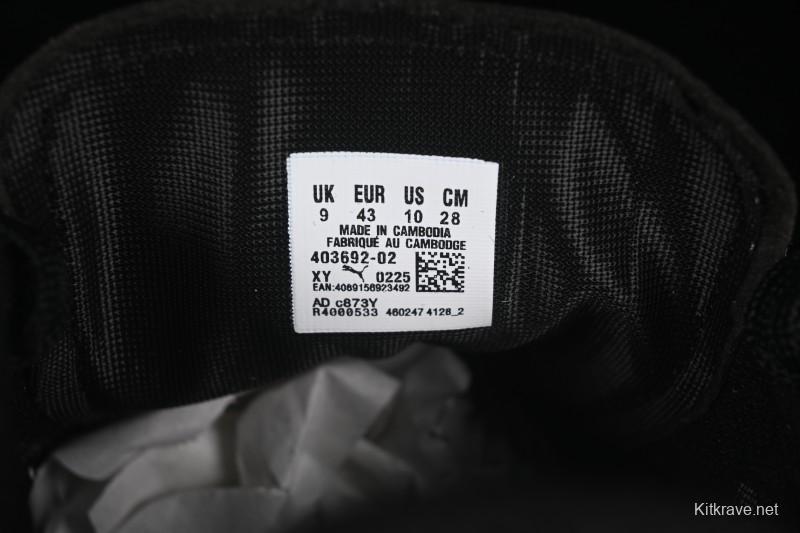 UK EUR US CM
9 43 10 28
MADE IN CAMBODIA
FABRIQUÉ AU CAMBODGE
403692-02
XY 0225
EAN:4069156923492
AD c873Y
R4000533 460247 4128_2
Kitkrave.net